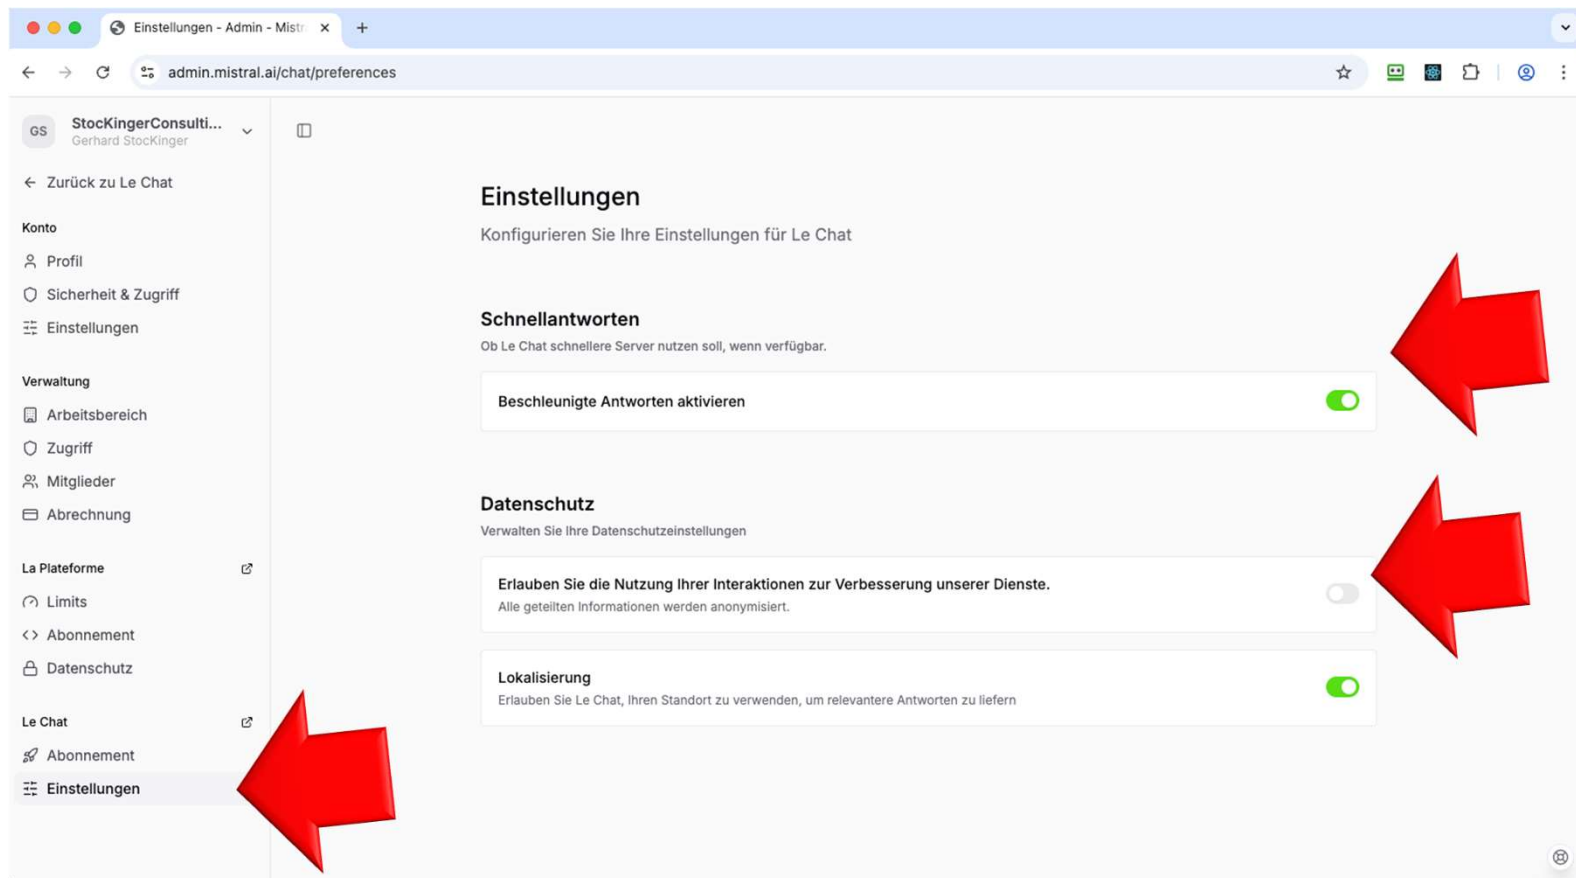 Einstellungen - Admin - Mistr
admin.mistral.ai/chat/preferences
GS
StocKingerConsulti...
Gerhard StocKinger
Zurück zu Le Chat
Konto
Profil
Sicherheit & Zugriff
Einstellungen
Verwaltung
Arbeitsbereich
Zugriff
Mitglieder
Abrechnung
La Plateforme
Limits
Abonnement
Datenschutz
Le Chat
Abonnement
Einstellungen
Einstellungen
Konfigurieren Sie Ihre Einstellungen für Le Chat
Schnellantworten
Ob Le Chat schnellere Server nutzen soll, wenn verfügbar.
Beschleunigte Antworten aktivieren
Datenschutz
Verwalten Sie Ihre Datenschutzeinstellungen
Erlauben Sie die Nutzung Ihrer Interaktionen zur Verbesserung unserer Dienste.
Alle geteilten Informationen werden anonymisiert.
Lokalisierung
Erlauben Sie Le Chat, Ihren Standort zu verwenden, um relevantere Antworten zu liefern